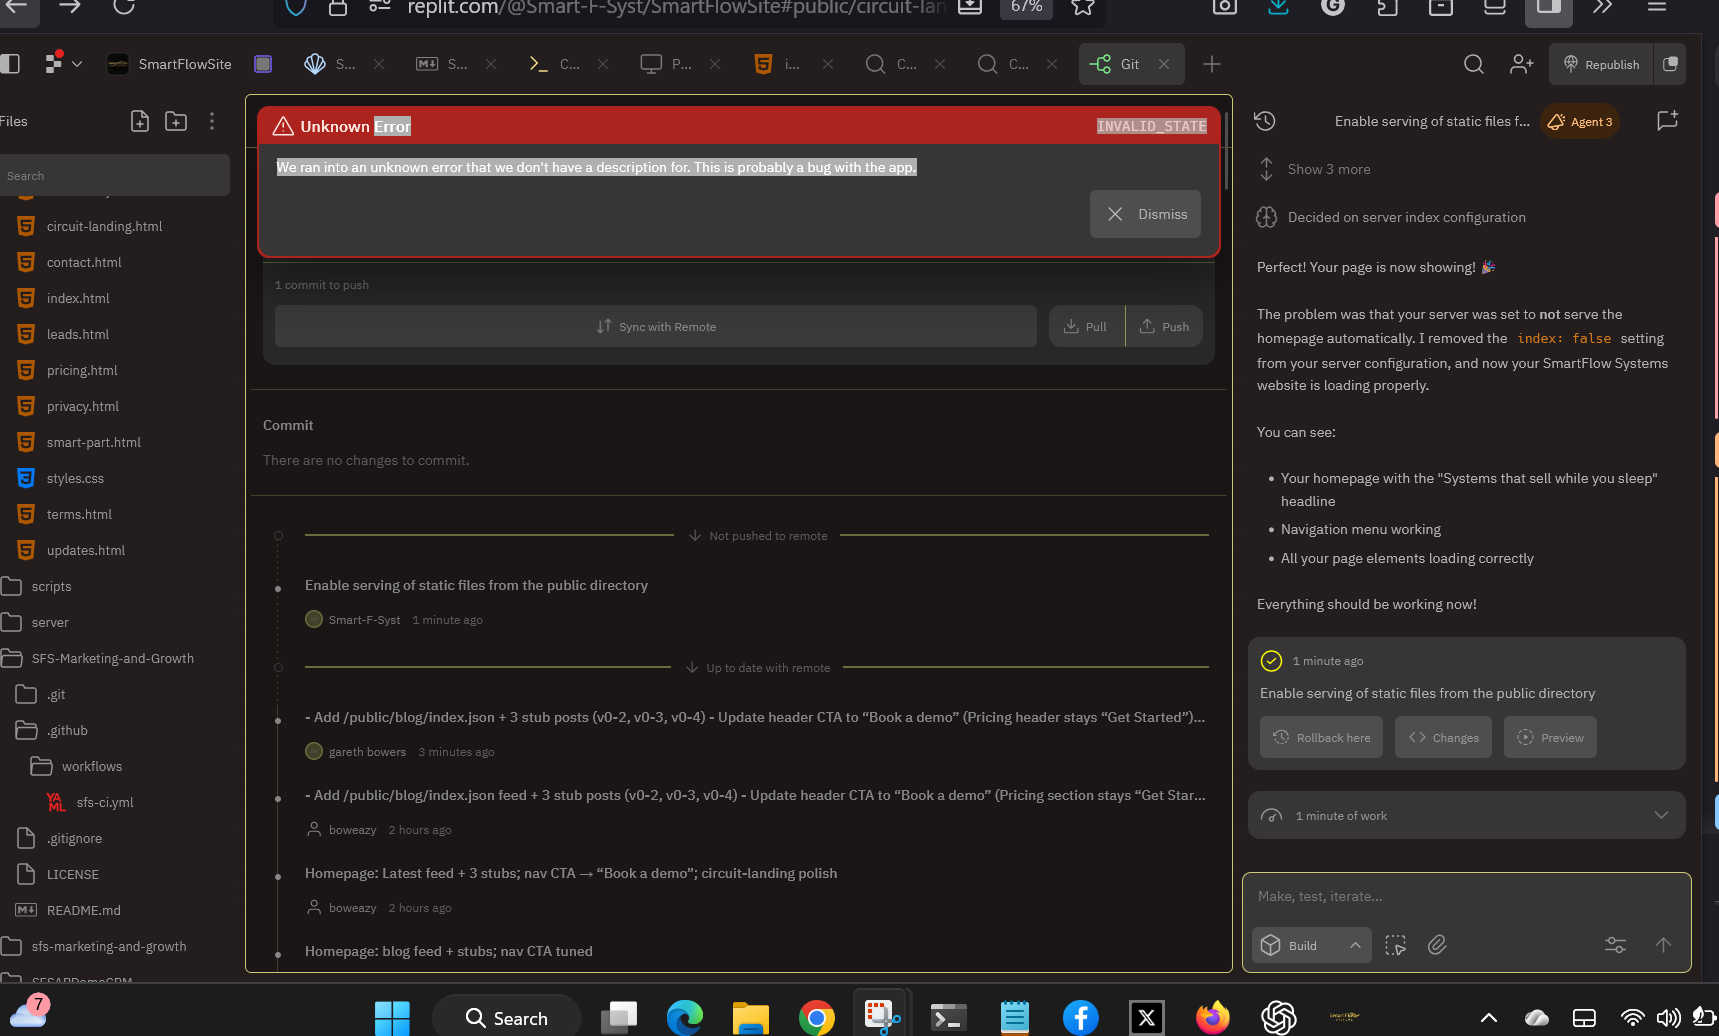 replit.com/@Smart-F-Syst/SmartFlowSite#public/circuit-lan
67%
SmartFlowSite
S...
S...
C...
P...
i...
C...
C...
Git
Republish
Files
Search
circuit-landing.html
contact.html
index.html
leads.html
pricing.html
privacy.html
smart-part.html
styles.css
terms.html
updates.html
scripts
server
SFS-Marketing-and-Growth
.git
.github
workflows
YAML
sfs-ci.yml
.gitignore
LICENSE
README.md
sfs-marketing-and-growth
Unknown Error
INVALID_STATE
We ran into an unknown error that we don't have a description for. This is probably a bug with the app.
Dismiss
1 commit to push
Sync with Remote
Pull
Push
Commit
There are no changes to commit.
Not pushed to remote
Enable serving of static files from the public directory
Smart-F-Syst 1 minute ago
Up to date with remote
- Add /public/blog/index.json + 3 stub posts (v0-2, v0-3, v0-4) - Update header CTA to “Book a demo” (Pricing header stays “Get Started”)...
gareth bowers 3 minutes ago
- Add /public/blog/index.json feed + 3 stub posts (v0-2, v0-3, v0-4) - Update header CTA to “Book a demo” (Pricing section stays “Get Star...
boweazy 2 hours ago
Homepage: Latest feed + 3 stubs; nav CTA → “Book a demo”; circuit-landing polish
boweazy 2 hours ago
Homepage: blog feed + stubs; nav CTA tuned
Enable serving of static files f...
Agent 3
Show 3 more
Decided on server index configuration
Perfect! Your page is now showing! 🎉
The problem was that your server was set to not serve the
homepage automatically. I removed the index: false setting
from your server configuration, and now your SmartFlow Systems
website is loading properly.
You can see:
• Your homepage with the "Systems that sell while you sleep"
headline
• Navigation menu working
• All your page elements loading correctly
Everything should be working now!
1 minute ago
Enable serving of static files from the public directory
Rollback here
Changes
Preview
1 minute of work
Make, test, iterate...
Build
7
Search